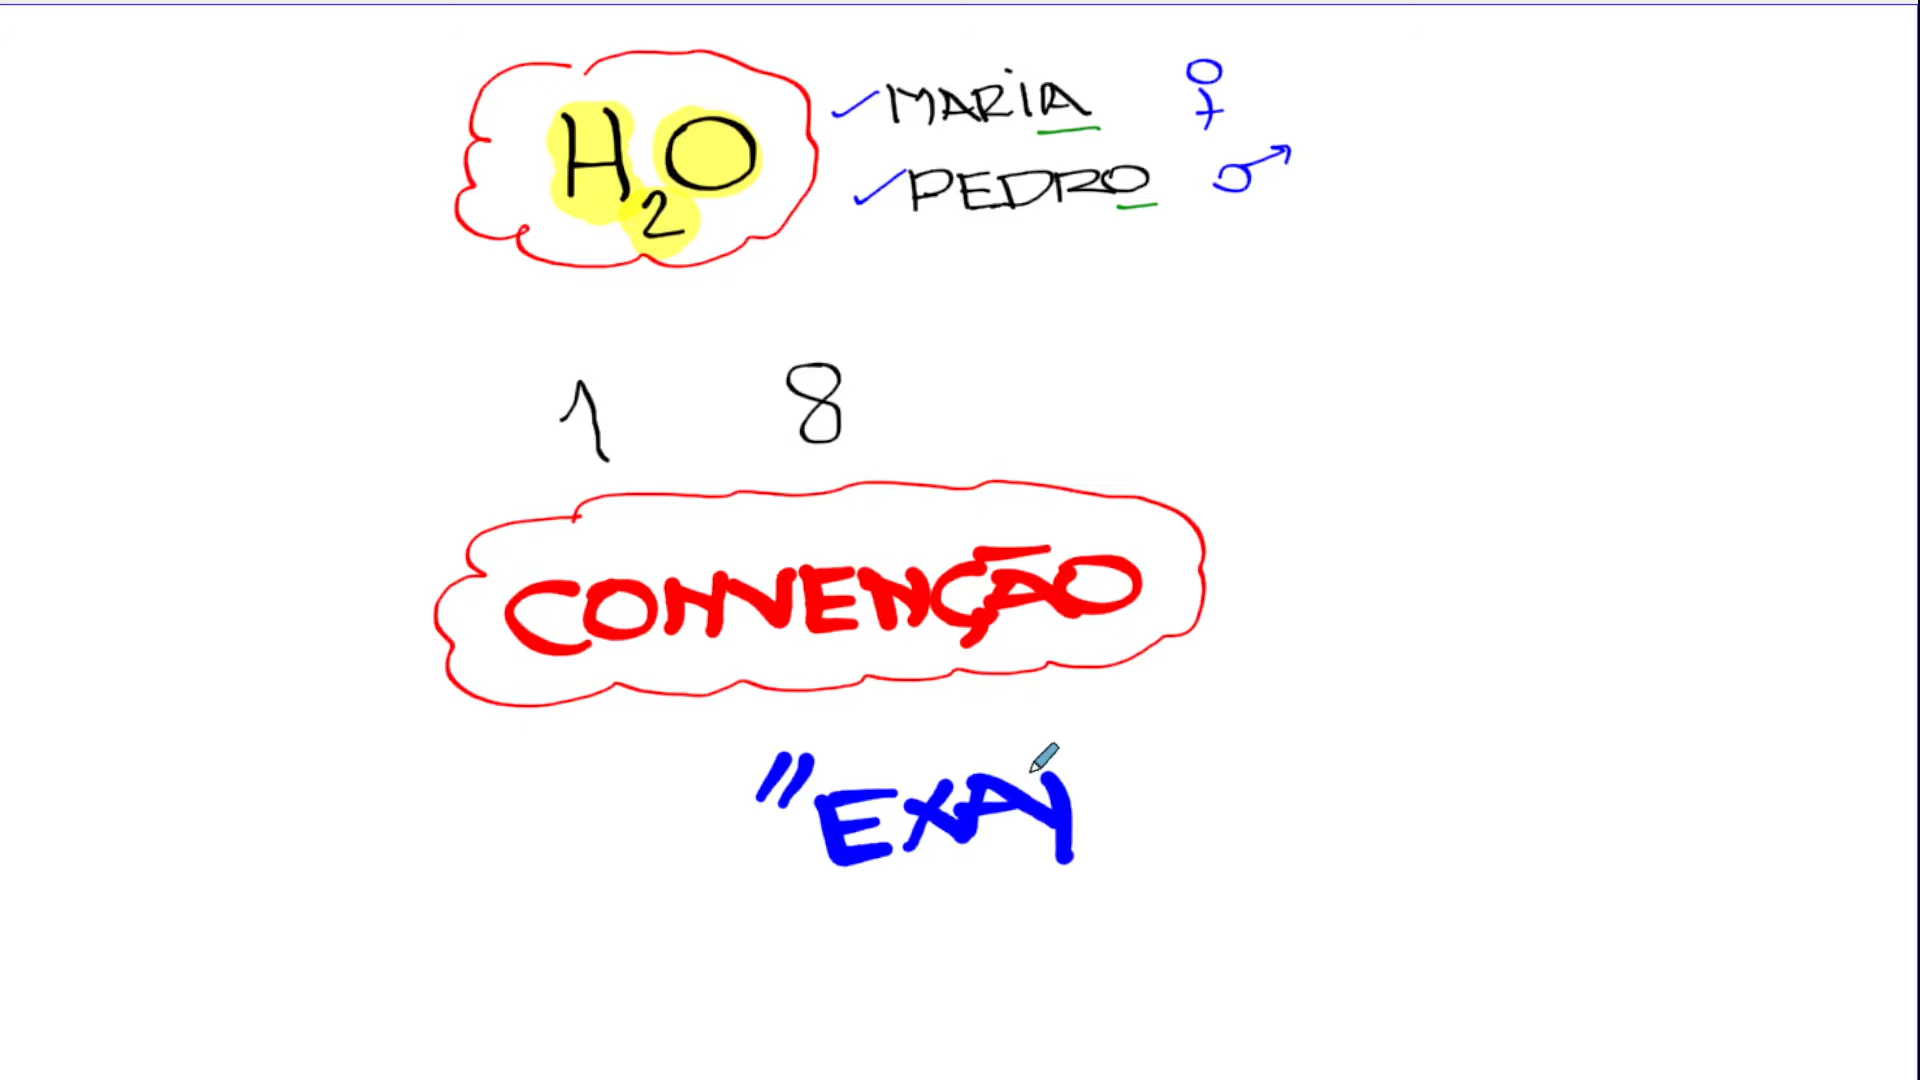 H₂O
MARIA ♀
PEDRO ♂
1 8
CONVENÇÃO
"EXA